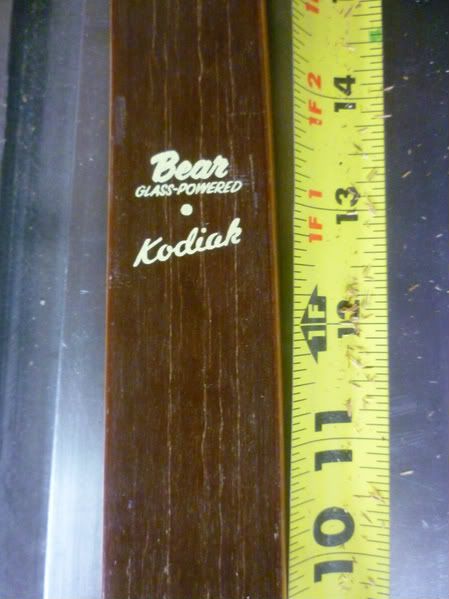 Bear
GLASS-POWERED
Kodiak
1F 2
14
1F 1
13
1F
12
11
10